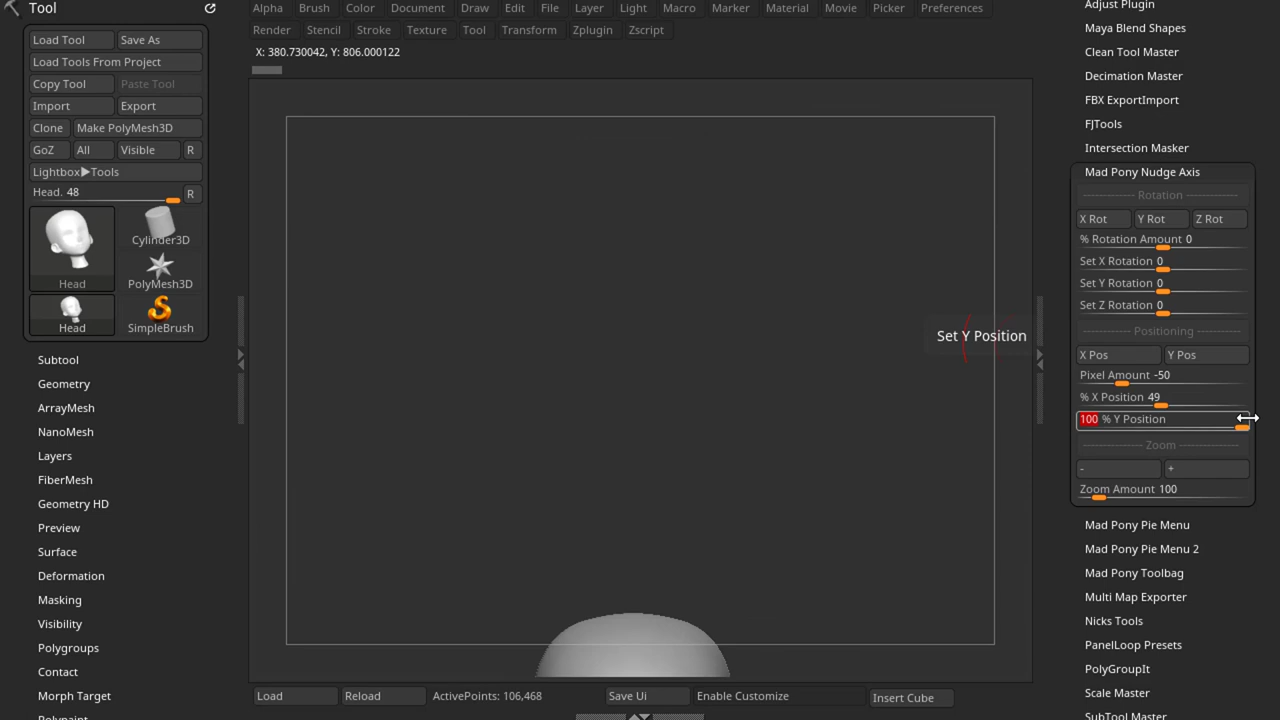 Tool
Load Tool Save As
Load Tools From Project
Copy Tool Paste Tool
Import Export
Clone Make PolyMesh3D
GoZ All Visible R
Lightbox▶Tools
Head. 48 R
Head
Cylinder3D
PolyMesh3D
Head
SimpleBrush
Subtool
Geometry
ArrayMesh
NanoMesh
Layers
FiberMesh
Geometry HD
Preview
Surface
Deformation
Masking
Visibility
Polygroups
Contact
Morph Target
Polypaint
Alpha Brush Color Document Draw Edit File Layer Light Macro Marker Material Movie Picker Preferences
Render Stencil Stroke Texture Tool Transform Zplugin Zscript
X: 380.730042, Y: 806.000122
Set Y Position
Load Reload ActivePoints: 106,468 Save Ui Enable Customize Insert Cube
Adjust Plugin
Maya Blend Shapes
Clean Tool Master
Decimation Master
FBX ExportImport
FJTools
Intersection Masker
Mad Pony Nudge Axis
Rotation
X Rot Y Rot Z Rot
% Rotation Amount 0
Set X Rotation 0
Set Y Rotation 0
Set Z Rotation 0
Positioning
X Pos Y Pos
Pixel Amount -50
% X Position 49
100 % Y Position
Zoom
- +
Zoom Amount 100
Mad Pony Pie Menu
Mad Pony Pie Menu 2
Mad Pony Toolbag
Multi Map Exporter
Nicks Tools
PanelLoop Presets
PolyGroupIt
Scale Master
SubTool Master